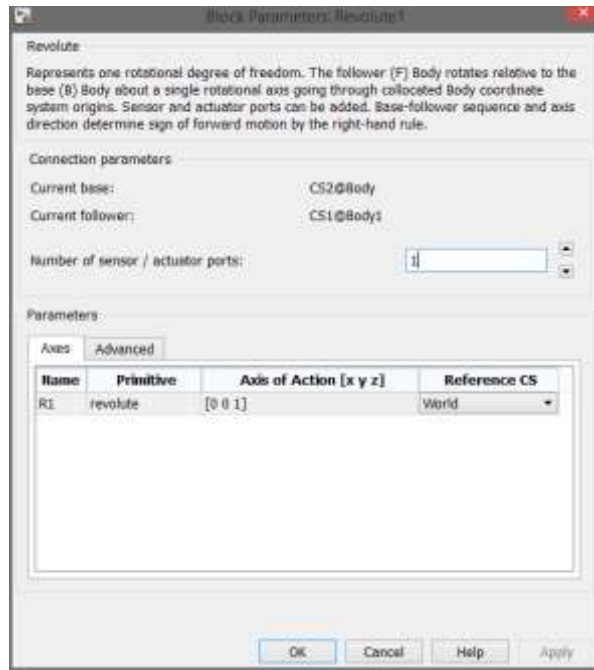 Block Parameters: Revolute1
Revolute
Represents one rotational degree of freedom. The follower (F) Body rotates relative to the
base (B) Body about a single rotational axis going through collocated Body coordinate
system origins. Sensor and actuator ports can be added. Base-follower sequence and axis
direction determine sign of forward motion by the right-hand rule.
Connection parameters
Current base: CS2@Body
Current follower: CS1@Body1
Number of sensor / actuator ports: 1
Parameters
Axes Advanced
Name Primitive Axis of Action [x y z] Reference CS
R1 revolute [0 0 1] World
OK Cancel Help Apply